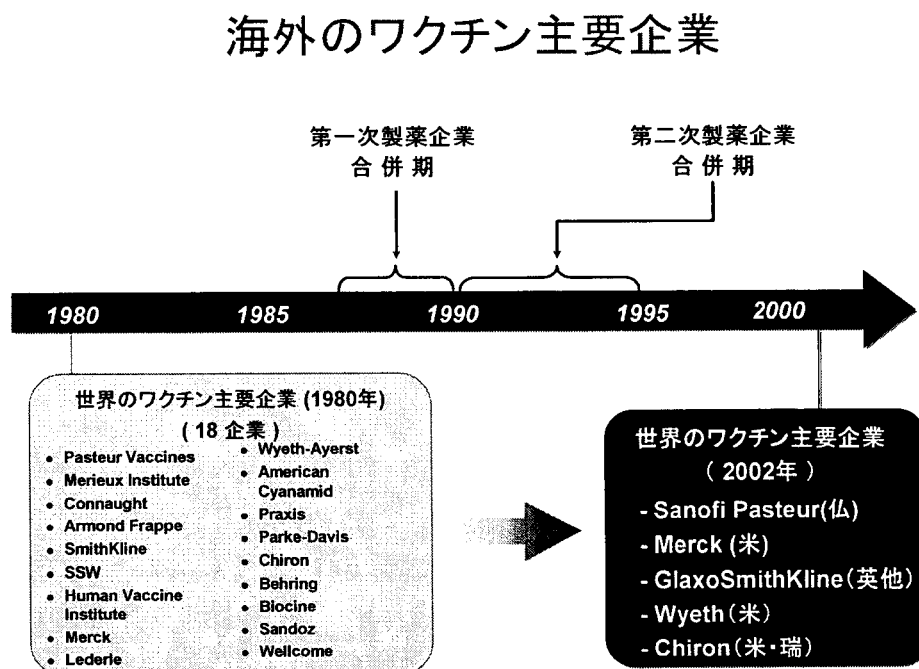 海外のワクチン主要企業
第一次製薬企業
合 併 期
第二次製薬企業
合 併 期
1980
1985
1990
1995
2000
世界のワクチン主要企業 (1980年)
( 18 企業 )
• Pasteur Vaccines
• Merieux Institute
• Connaught
• Armond Frappe
• SmithKline
• SSW
• Human Vaccine
Institute
• Merck
• Lederle
• Wyeth-Ayerst
• American
Cyanamid
• Praxis
• Parke-Davis
• Chiron
• Behring
• Biocine
• Sandoz
• Wellcome
世界のワクチン主要企業
( 2002年 )
- Sanofi Pasteur(仏)
- Merck (米)
- GlaxoSmithKline(英他)
- Wyeth(米)
- Chiron(米・瑞)